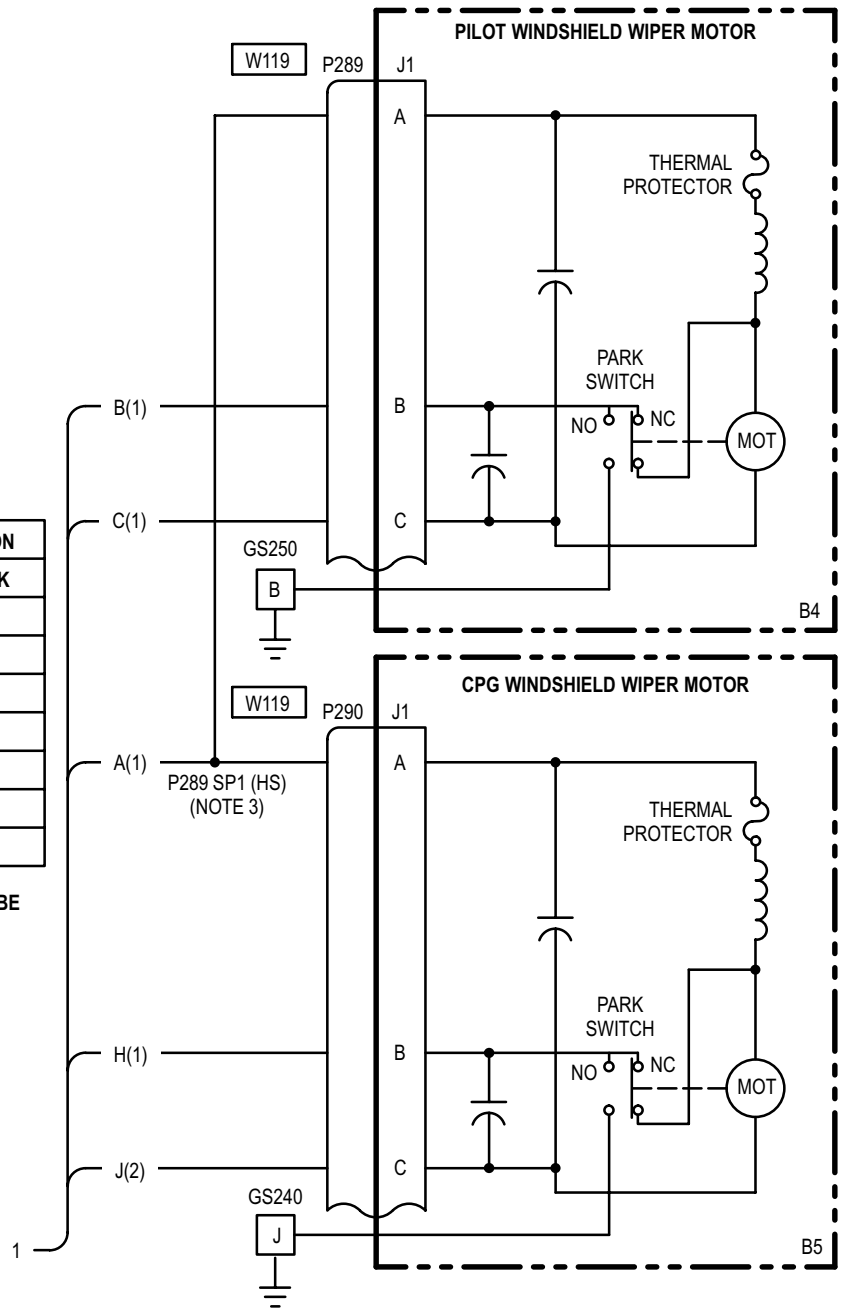 PILOT WINDSHIELD WIPER MOTOR
W119
P289
J1
A
THERMAL
PROTECTOR
PARK
SWITCH
B(1)
B
NO
NC
MOT
C(1)
C
GS250
B
B4
ON
K
BE
CPG WINDSHIELD WIPER MOTOR
W119
P290
J1
A(1)
A
P289 SP1 (HS)
(NOTE 3)
THERMAL
PROTECTOR
PARK
SWITCH
H(1)
B
NO
NC
MOT
J(2)
C
GS240
J
1
B5